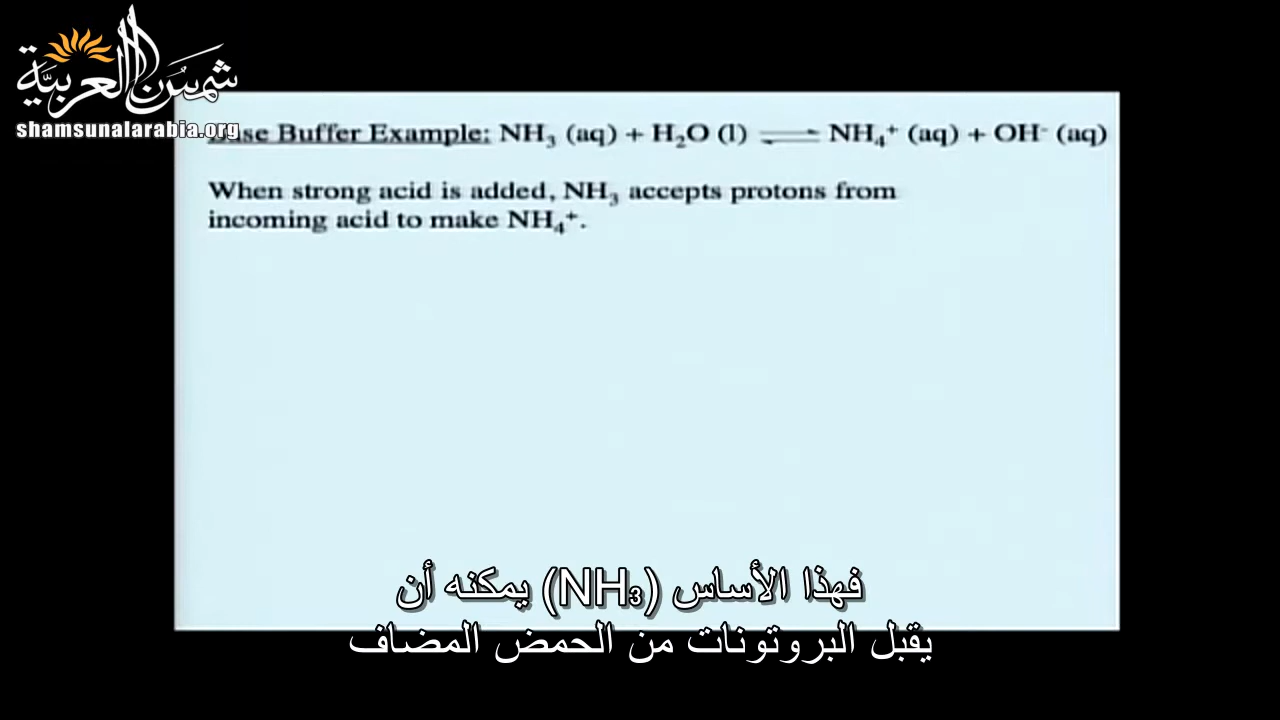 شمس العربية
shamsunalarabia.org
Base Buffer Example: NH₃ (aq) + H₂O (l) ⇌ NH₄⁺ (aq) + OH⁻ (aq)
When strong acid is added, NH₃ accepts protons from
incoming acid to make NH₄⁺.
فهذا الأساس (NH₃) يمكنه أن
يقبل البروتونات من الحمض المضاف